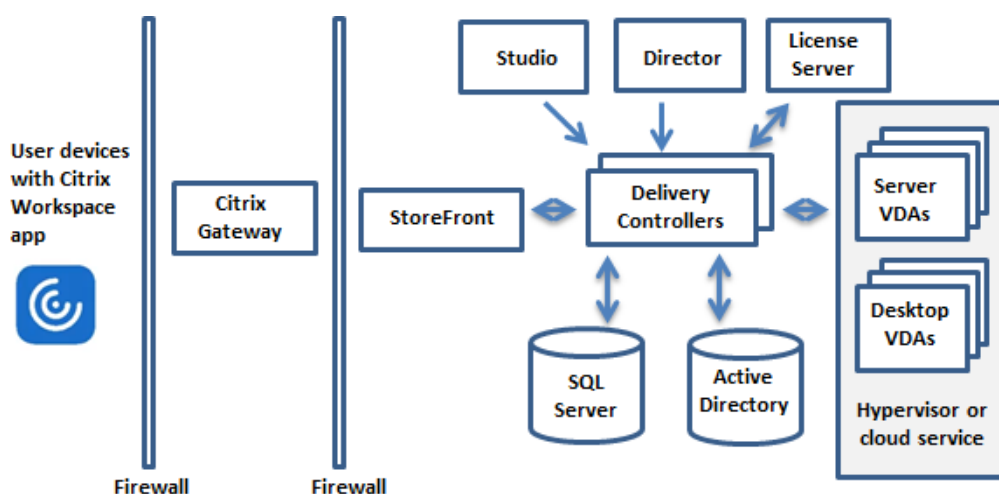 User devices
with Citrix
Workspace
app
Citrix
Gateway
Firewall
Firewall
StoreFront
Studio
Director
License
Server
Delivery
Controllers
SQL
Server
Active
Directory
Server
VDAs
Desktop
VDAs
Hypervisor or
cloud service